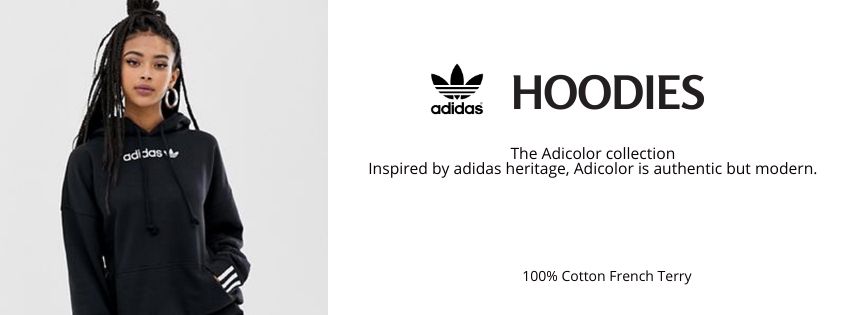 adidas
adidas HOODIES
The Adicolor collection
Inspired by adidas heritage, Adicolor is authentic but modern.
100% Cotton French Terry